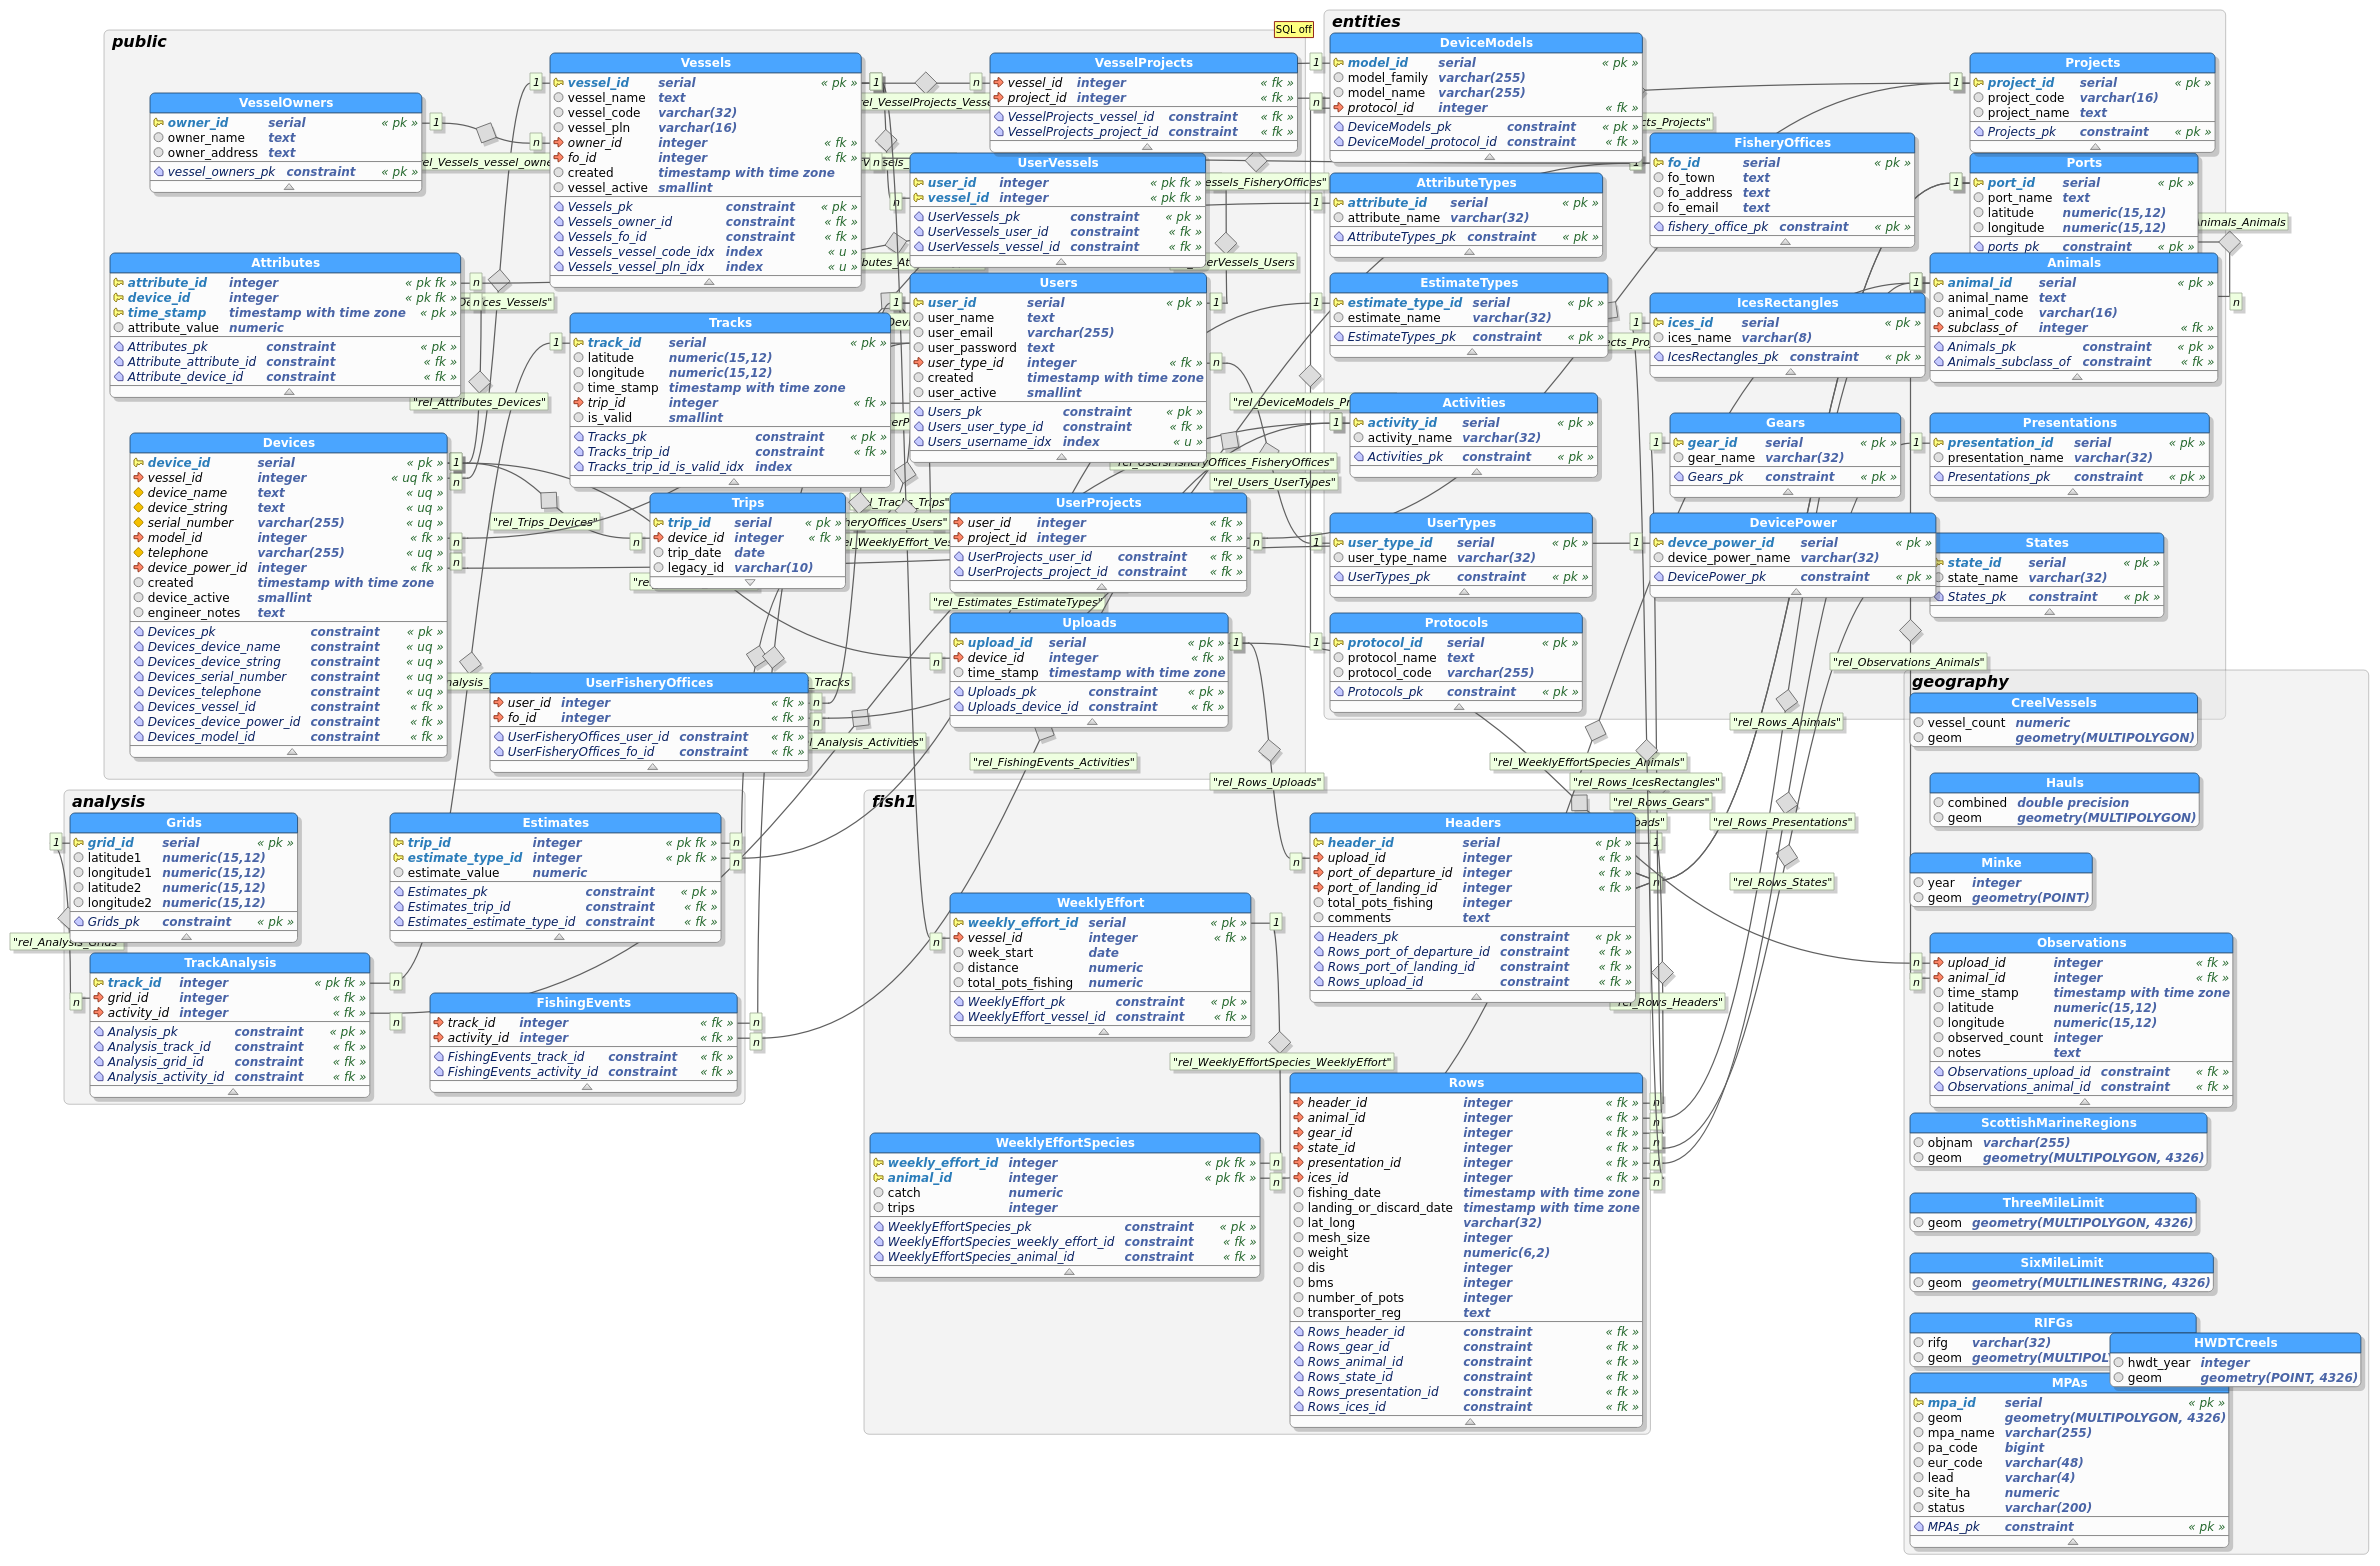 public
SQL off
VesselOwners
owner_id serial « pk »
owner_name text
owner_address text
vessel_owners_pk constraint « pk »
Vessels
vessel_id serial « pk »
vessel_name text
vessel_code varchar(32)
vessel_pln varchar(16)
owner_id integer « fk »
fo_id integer « fk »
created timestamp with time zone
vessel_active smallint
Vessels_pk constraint « pk »
Vessels_owner_id constraint « fk »
Vessels_fo_id constraint « fk »
Vessels_vessel_code_idx index « u »
Vessels_vessel_pln_idx index « u »
VesselProjects
vessel_id integer « fk »
project_id integer « fk »
VesselProjects_vessel_id constraint « fk »
VesselProjects_project_id constraint « fk »
UserVessels
user_id integer « pk fk »
vessel_id integer « pk fk »
UserVessels_pk constraint « pk »
UserVessels_user_id constraint « fk »
UserVessels_vessel_id constraint « fk »
Attributes
attribute_id integer « pk fk »
device_id integer « pk fk »
time_stamp timestamp with time zone « pk »
attribute_value numeric
Attributes_pk constraint « pk »
Attribute_attribute_id constraint « fk »
Attribute_device_id constraint « fk »
"rel_Attributes_Devices"
Tracks
track_id serial « pk »
latitude numeric(15,12)
longitude numeric(15,12)
time_stamp timestamp with time zone
trip_id integer « fk »
is_valid smallint
Tracks_pk constraint « pk »
Tracks_trip_id constraint « fk »
Tracks_trip_id_is_valid_idx index
Users
user_id serial « pk »
user_name text
user_email varchar(255)
user_password text
user_type_id integer « fk »
created timestamp with time zone
user_active smallint
Users_pk constraint « pk »
Users_user_type_id constraint « fk »
Users_username_idx index « u »
"rel_UsersFisheryOffices_FisheryOffices"
"rel_Users_UserTypes"
Devices
device_id serial « pk »
vessel_id integer « uq fk »
device_name text « uq »
device_string text « uq »
serial_number varchar(255) « uq »
model_id integer « fk »
telephone varchar(255) « uq »
device_power_id integer « fk »
created timestamp with time zone
device_active smallint
engineer_notes text
Devices_pk constraint « pk »
Devices_device_name constraint « uq »
Devices_device_string constraint « uq »
Devices_serial_number constraint « uq »
Devices_telephone constraint « uq »
Devices_vessel_id constraint « fk »
Devices_device_power_id constraint « fk »
Devices_model_id constraint « fk »
"rel_Trips_Devices"
Trips
trip_id serial « pk »
device_id integer « fk »
trip_date date
legacy_id varchar(10)
UserProjects
user_id integer « fk »
project_id integer « fk »
UserProjects_user_id constraint « fk »
UserProjects_project_id constraint « fk »
"rel_Estimates_EstimateTypes"
Uploads
upload_id serial « pk »
device_id integer « fk »
time_stamp timestamp with time zone
Uploads_pk constraint « pk »
Uploads_device_id constraint « fk »
UserFisheryOffices
user_id integer « fk »
fo_id integer « fk »
UserFisheryOffices_user_id constraint « fk »
UserFisheryOffices_fo_id constraint « fk »
"rel_FishingEvents_Activities"
"rel_Rows_Uploads"
entities
DeviceModels
model_id serial « pk »
model_family varchar(255)
model_name varchar(255)
protocol_id integer « fk »
DeviceModels_pk constraint « pk »
DeviceModels_protocol_id constraint « fk »
Projects
project_id serial « pk »
project_code varchar(16)
project_name text
Projects_pk constraint « pk »
FisheryOffices
fo_id serial « pk »
fo_town text
fo_address text
fo_email text
fishery_office_pk constraint « pk »
Ports
port_id serial « pk »
port_name text
latitude numeric(15,12)
longitude numeric(15,12)
ports_pk constraint « pk »
AttributeTypes
attribute_id serial « pk »
attribute_name varchar(32)
AttributeTypes_pk constraint « pk »
EstimateTypes
estimate_type_id serial « pk »
estimate_name varchar(32)
EstimateTypes_pk constraint « pk »
IcesRectangles
ices_id serial « pk »
ices_name varchar(8)
IcesRectangles_pk constraint « pk »
Animals
animal_id serial « pk »
animal_name text
animal_code varchar(16)
subclass_of integer « fk »
Animals_pk constraint « pk »
Animals_subclass_of constraint « fk »
Activities
activity_id serial « pk »
activity_name varchar(32)
Activities_pk constraint « pk »
Gears
gear_id serial « pk »
gear_name varchar(32)
Gears_pk constraint « pk »
Presentations
presentation_id serial « pk »
presentation_name varchar(32)
Presentations_pk constraint « pk »
UserTypes
user_type_id serial « pk »
user_type_name varchar(32)
UserTypes_pk constraint « pk »
DevicePower
devce_power_id serial « pk »
device_power_name varchar(32)
DevicePower_pk constraint « pk »
States
state_id serial « pk »
state_name varchar(32)
States_pk constraint « pk »
Protocols
protocol_id serial « pk »
protocol_name text
protocol_code varchar(255)
Protocols_pk constraint « pk »
"rel_Observations_Animals"
"rel_Rows_Animals"
"rel_WeeklyEffortSpecies_Animals"
"rel_Rows_IcesRectangles"
"rel_Rows_Gears"
"rel_Rows_Presentations"
"rel_Rows_States"
analysis
Grids
grid_id serial « pk »
latitude1 numeric(15,12)
longitude1 numeric(15,12)
latitude2 numeric(15,12)
longitude2 numeric(15,12)
Grids_pk constraint « pk »
Estimates
trip_id integer « pk fk »
estimate_type_id integer « pk fk »
estimate_value numeric
Estimates_pk constraint « pk »
Estimates_trip_id constraint « fk »
Estimates_estimate_type_id constraint « fk »
"rel_Analysis_Grids"
TrackAnalysis
track_id integer « pk fk »
grid_id integer « fk »
activity_id integer « fk »
Analysis_pk constraint « pk »
Analysis_track_id constraint « fk »
Analysis_grid_id constraint « fk »
Analysis_activity_id constraint « fk »
FishingEvents
track_id integer « fk »
activity_id integer « fk »
FishingEvents_track_id constraint « fk »
FishingEvents_activity_id constraint « fk »
fish1
Headers
header_id serial « pk »
upload_id integer « fk »
port_of_departure_id integer « fk »
port_of_landing_id integer « fk »
total_pots_fishing integer
comments text
Headers_pk constraint « pk »
Rows_port_of_departure_id constraint « fk »
Rows_port_of_landing_id constraint « fk »
Rows_upload_id constraint « fk »
WeeklyEffort
weekly_effort_id serial « pk »
vessel_id integer « fk »
week_start date
distance numeric
total_pots_fishing numeric
WeeklyEffort_pk constraint « pk »
WeeklyEffort_vessel_id constraint « fk »
"rel_WeeklyEffortSpecies_WeeklyEffort"
WeeklyEffortSpecies
weekly_effort_id integer « pk fk »
animal_id integer « pk fk »
catch numeric
trips integer
WeeklyEffortSpecies_pk constraint « pk »
WeeklyEffortSpecies_weekly_effort_id constraint « fk »
WeeklyEffortSpecies_animal_id constraint « fk »
Rows
header_id integer « fk »
animal_id integer « fk »
gear_id integer « fk »
state_id integer « fk »
presentation_id integer « fk »
ices_id integer « fk »
fishing_date timestamp with time zone
landing_or_discard_date timestamp with time zone
lat_long varchar(32)
mesh_size integer
weight numeric(6,2)
dis integer
bms integer
number_of_pots integer
transporter_reg text
Rows_header_id constraint « fk »
Rows_gear_id constraint « fk »
Rows_animal_id constraint « fk »
Rows_state_id constraint « fk »
Rows_presentation_id constraint « fk »
Rows_ices_id constraint « fk »
geography
CreelVessels
vessel_count numeric
geom geometry(MULTIPOLYGON)
Hauls
combined double precision
geom geometry(MULTIPOLYGON)
Minke
year integer
geom geometry(POINT)
Observations
upload_id integer « fk »
animal_id integer « fk »
time_stamp timestamp with time zone
latitude numeric(15,12)
longitude numeric(15,12)
observed_count integer
notes text
Observations_upload_id constraint « fk »
Observations_animal_id constraint « fk »
ScottishMarineRegions
objnam varchar(255)
geom geometry(MULTIPOLYGON, 4326)
ThreeMileLimit
geom geometry(MULTIPOLYGON, 4326)
SixMileLimit
geom geometry(MULTILINESTRING, 4326)
RIFGs
rifg varchar(32)
geom geometry(MULTIPOL
HWDTCreels
hwdt_year integer
geom geometry(POINT, 4326)
MPAs
mpa_id serial « pk »
geom geometry(MULTIPOLYGON, 4326)
mpa_name varchar(255)
pa_code bigint
eur_code varchar(48)
lead varchar(4)
site_ha numeric
status varchar(200)
MPAs_pk constraint « pk »